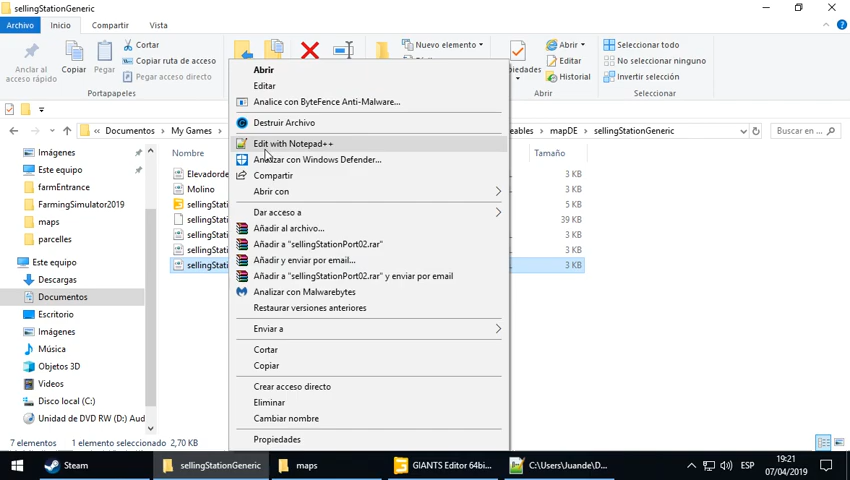 sellingStationGeneric
Archivo Inicio Compartir Vista
Anclar al acceso rápido
Copiar
Pegar
Cortar
Copiar ruta de acceso
Pegar acceso directo
Portapapeles
Nuevo elemento
Abrir
Editar
Historial
Abrir
Seleccionar todo
No seleccionar ninguno
Invertir selección
Seleccionar
Documents My Games mapDE sellingStationGeneric
Buscar en ...
Imágenes
Este equipo
farmEntrance
FarmingSimulator2019
maps
parcelles
Este equipo
Descargas
Documentos
Escritorio
Imágenes
Música
Objetos 3D
Videos
Disco local (C:)
Unidad de DVD RW (D:) Aud
Nombre
Tamaño
Molino
3 KB
3 KB
3 KB
39 KB
3 KB
3 KB
3 KB
Abrir
Editar
Analice con ByteFence Anti-Malware...
Destruir Archivo
Edit with Notepad++
Analizar con Windows Defender...
Compartir
Abrir con
Dar acceso a
Añadir al archivo...
Añadir a "sellingStationPort02.rar"
Añadir y enviar por email...
Añadir a "sellingStationPort02.rar" y enviar por email
Analizar con Malwarebytes
Restaurar versiones anteriores
Enviar a
Cortar
Copiar
Crear acceso directo
Eliminar
Cambiar nombre
Propiedades
7 elementos 1 elemento seleccionado 2,70 KB
Steam
sellingStationGeneric
maps
GIANTS Editor 64bi...
C:\Users\Juande\D...
ESP
19:21
07/04/2019